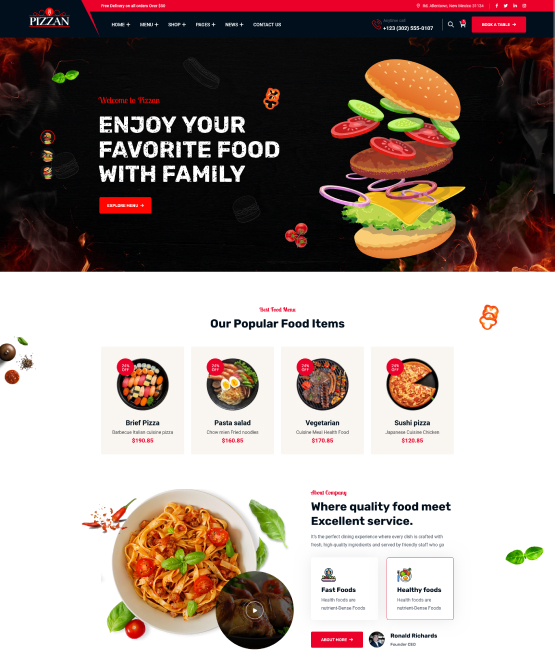 Free Delivery on all orders Over $50
Rd. Allentown, New Mexico 31134
PIZZAN
HOME + MENU + SHOP + PAGES + NEWS + CONTACT US
+123 (302) 555-0107
BOOK A TABLE →
Welcome to Pizzan
ENJOY YOUR
FAVORITE FOOD
WITH FAMILY
EXPLORE MENU →
Best Food Menu
Our Popular Food Items
24% OFF
24% OFF
24% OFF
24% OFF
Brief Pizza
Barbecue Italian cuisine pizza
$190.85
Pasta salad
Chow mien Fried noodles
$160.85
Vegetarian
Cuisine Meal Health Food
$170.85
Sushi pizza
Japanese Cuisine Chicken
$120.85
About Company
Where quality food meet
Excellent service.
It's the perfect dining experience where every dish is crafted with
fresh, high-quality ingredients and served by friendly staff who go
Fast Foods
Health foods are
nutrient-Dense Foods
Healthy foods
Health foods are
nutrient-Dense Foods
ABOUT MORE →
Ronald Richards
Founder CEO